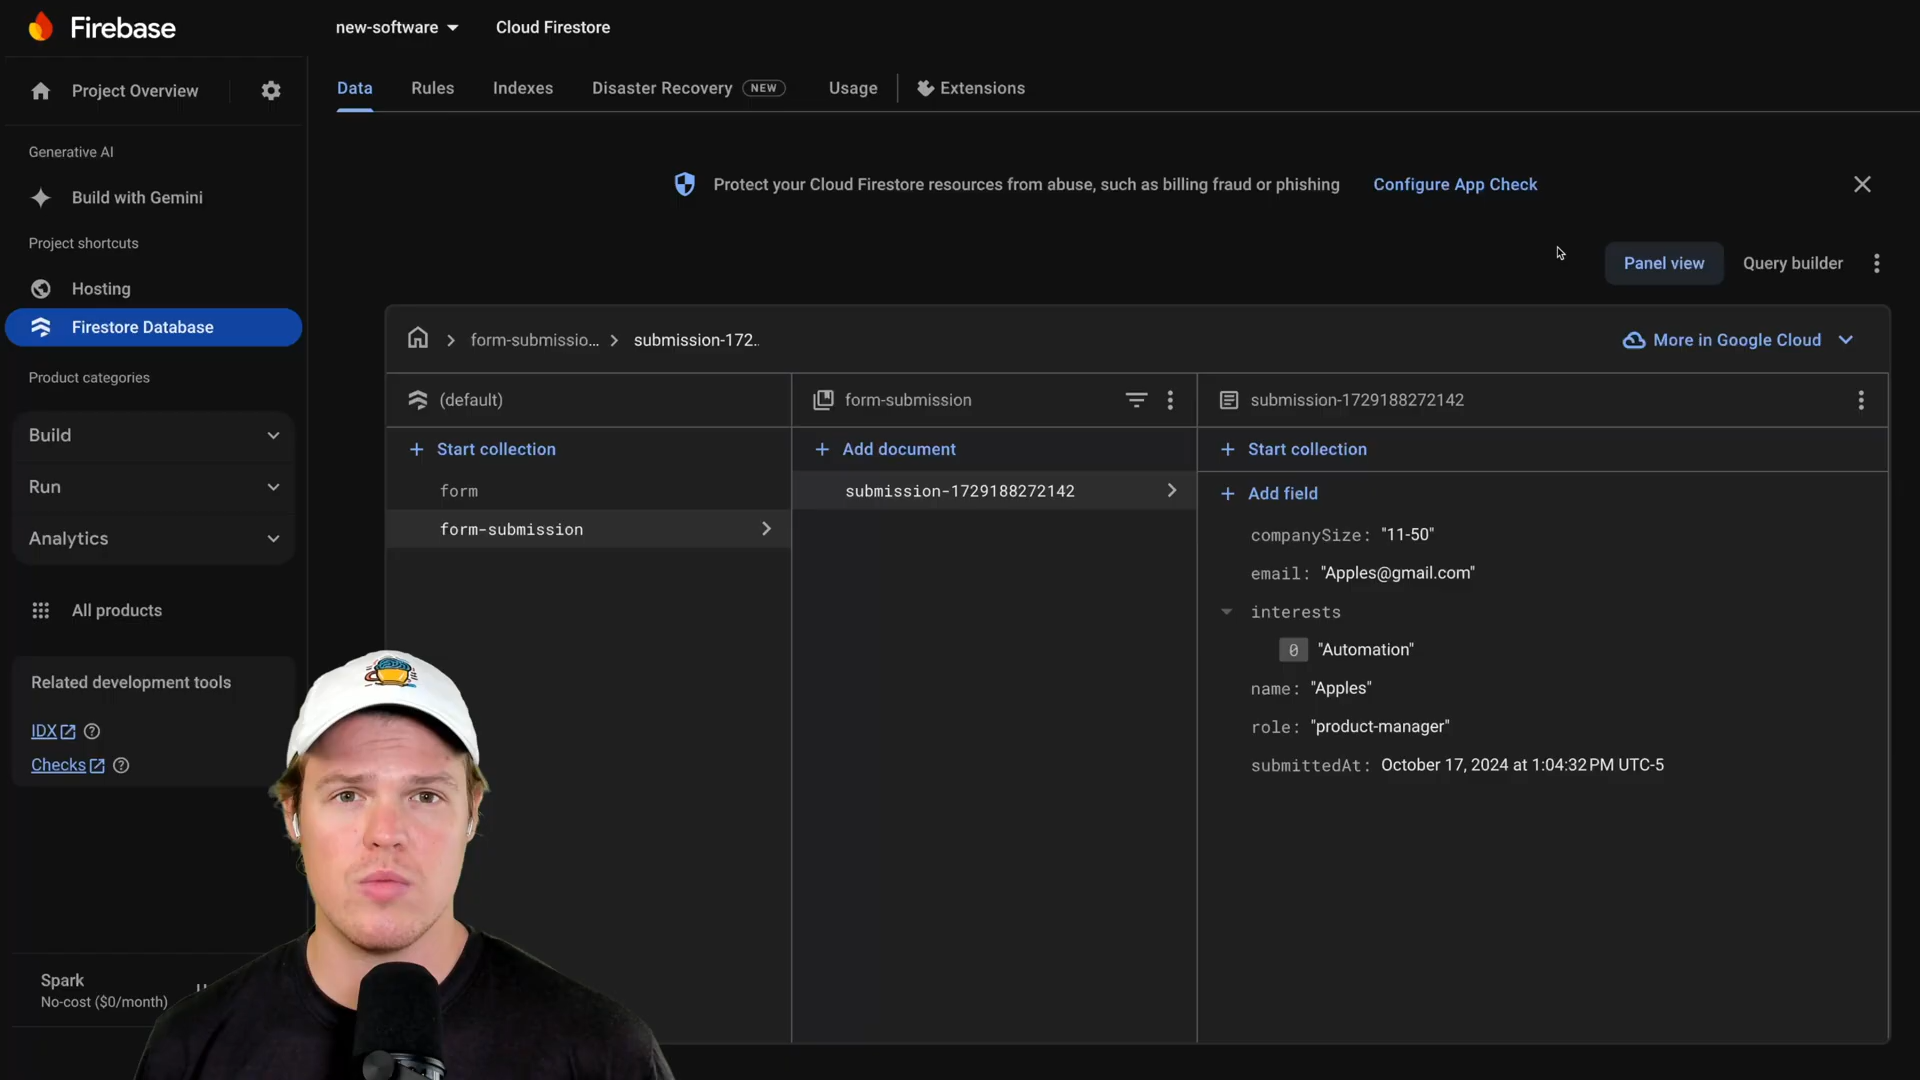 Firebase
new-software
Cloud Firestore
Project Overview
Data
Rules
Indexes
Disaster Recovery
NEW
Usage
Extensions
Generative AI
Build with Gemini
Protect your Cloud Firestore resources from abuse, such as billing fraud or phishing
Configure App Check
Project shortcuts
Hosting
Firestore Database
Panel view
Query builder
form-submissio...
submission-172..
More in Google Cloud
Product categories
Build
Run
Analytics
All products
Related development tools
IDX
Checks
Spark
No-cost ($0/month)
(default)
+ Start collection
form
form-submission
form-submission
+ Add document
submission-1729188272142
submission-1729188272142
+ Start collection
+ Add field
companySize: "11-50"
email: "Apples@gmail.com"
interests
0 "Automation"
name: "Apples"
role: "product-manager"
submittedAt: October 17, 2024 at 1:04:32 PM UTC-5